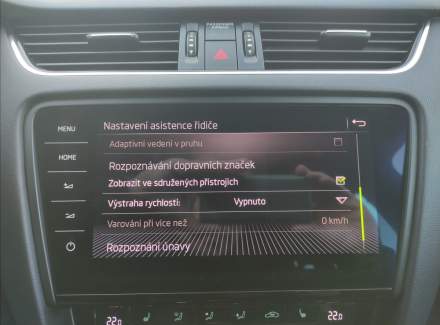 MENU
Nastavení asistence řidiče
Adaptivní vedení v pruhu
HOME
Rozpoznávání dopravních značek
Zobrazit ve sdružených přístrojích
Výstraha rychlosti: Vypnuto
Varování při více než 0 km/h
Rozpoznání únavy
22.0 22.0